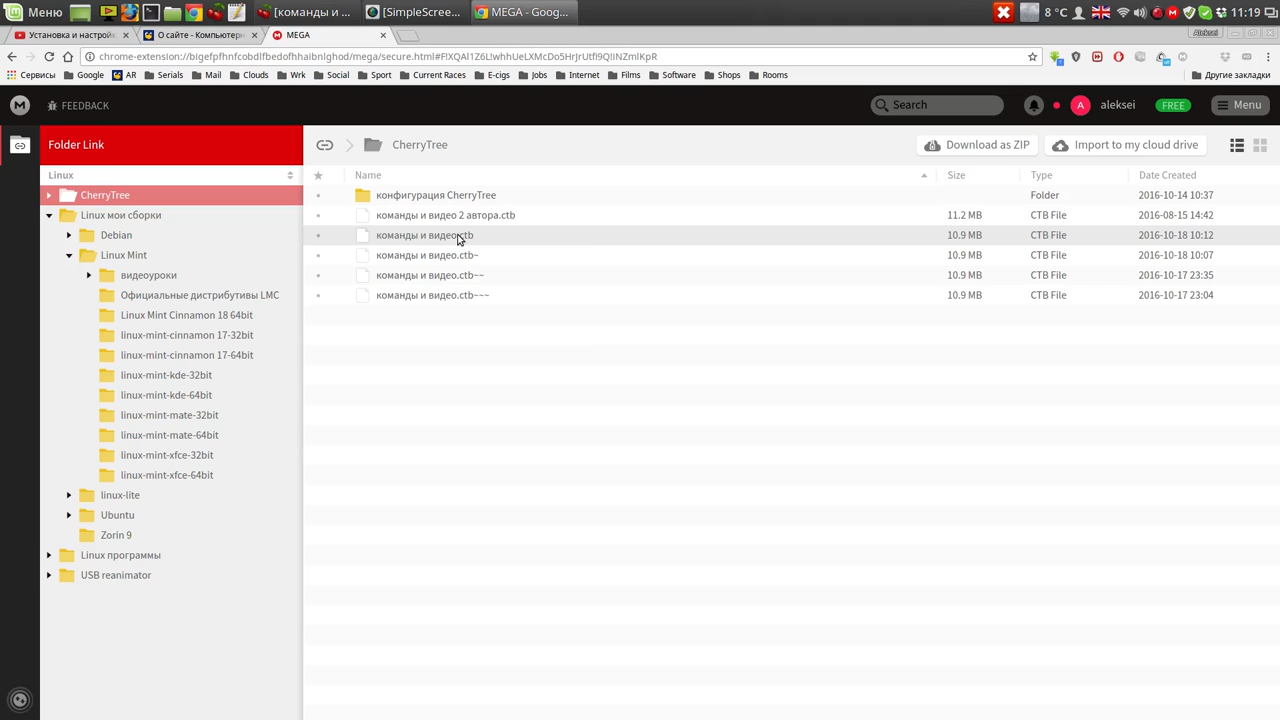 Меню
[команды и ...
[SimpleScree...
MEGA - Goog...
8 °C
11:19
Установка и настройк
О сайте - Компьютерн
MEGA
Aleksei
chrome-extension://bigefpfhnfcobdlfbedofhhaibnlghod/mega/secure.html#F!XQAl1Z6L!whhUeLXMcDo5HrJrUtfi9Q!INZmlKpR
Сервисы
Google
AR
Serials
Mail
Clouds
Wrk
Social
Sport
Current Races
E-cigs
Jobs
Internet
Films
Software
Shops
Rooms
Другие закладки
FEEDBACK
Search
A
aleksei
FREE
Menu
Folder Link
CherryTree
Download as ZIP
Import to my cloud drive
Linux
Name
Size
Type
Date Created
CherryTree
конфигурация CherryTree
Folder
2016-10-14 10:37
Linux мои сборки
команды и видео 2 автора.ctb
11.2 MB
CTB File
2016-08-15 14:42
Debian
команды и видео.ctb
10.9 MB
CTB File
2016-10-18 10:12
Linux Mint
команды и видео.ctb~
10.9 MB
CTB File
2016-10-18 10:07
видеоуроки
команды и видео.ctb~~
10.9 MB
CTB File
2016-10-17 23:35
Официальные дистрибутивы LMC
команды и видео.ctb~~~
10.9 MB
CTB File
2016-10-17 23:04
Linux Mint Cinnamon 18 64bit
linux-mint-cinnamon 17-32bit
linux-mint-cinnamon 17-64bit
linux-mint-kde-32bit
linux-mint-kde-64bit
linux-mint-mate-32bit
linux-mint-mate-64bit
linux-mint-xfce-32bit
linux-mint-xfce-64bit
linux-lite
Ubuntu
Zorin 9
Linux программы
USB reanimator